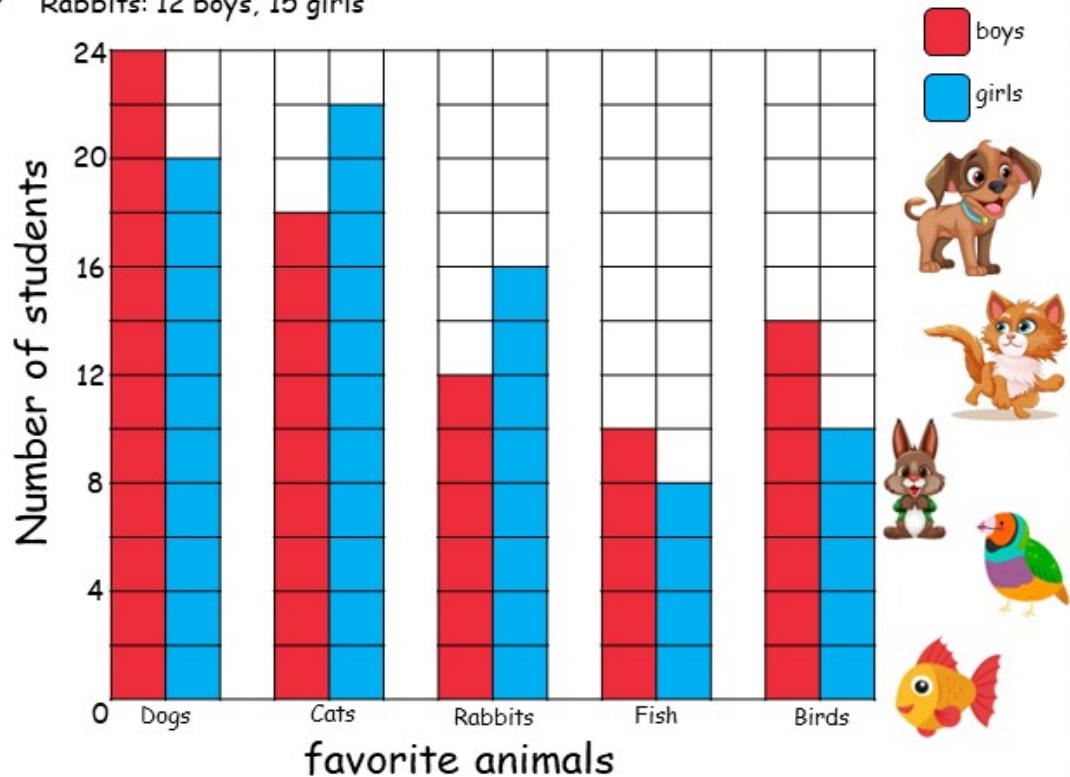 Rabbits: 12 boys, 15 girls
boys
girls
24
20
16
12
8
4
0
Number of students
Dogs Cats Rabbits Fish Birds
favorite animals